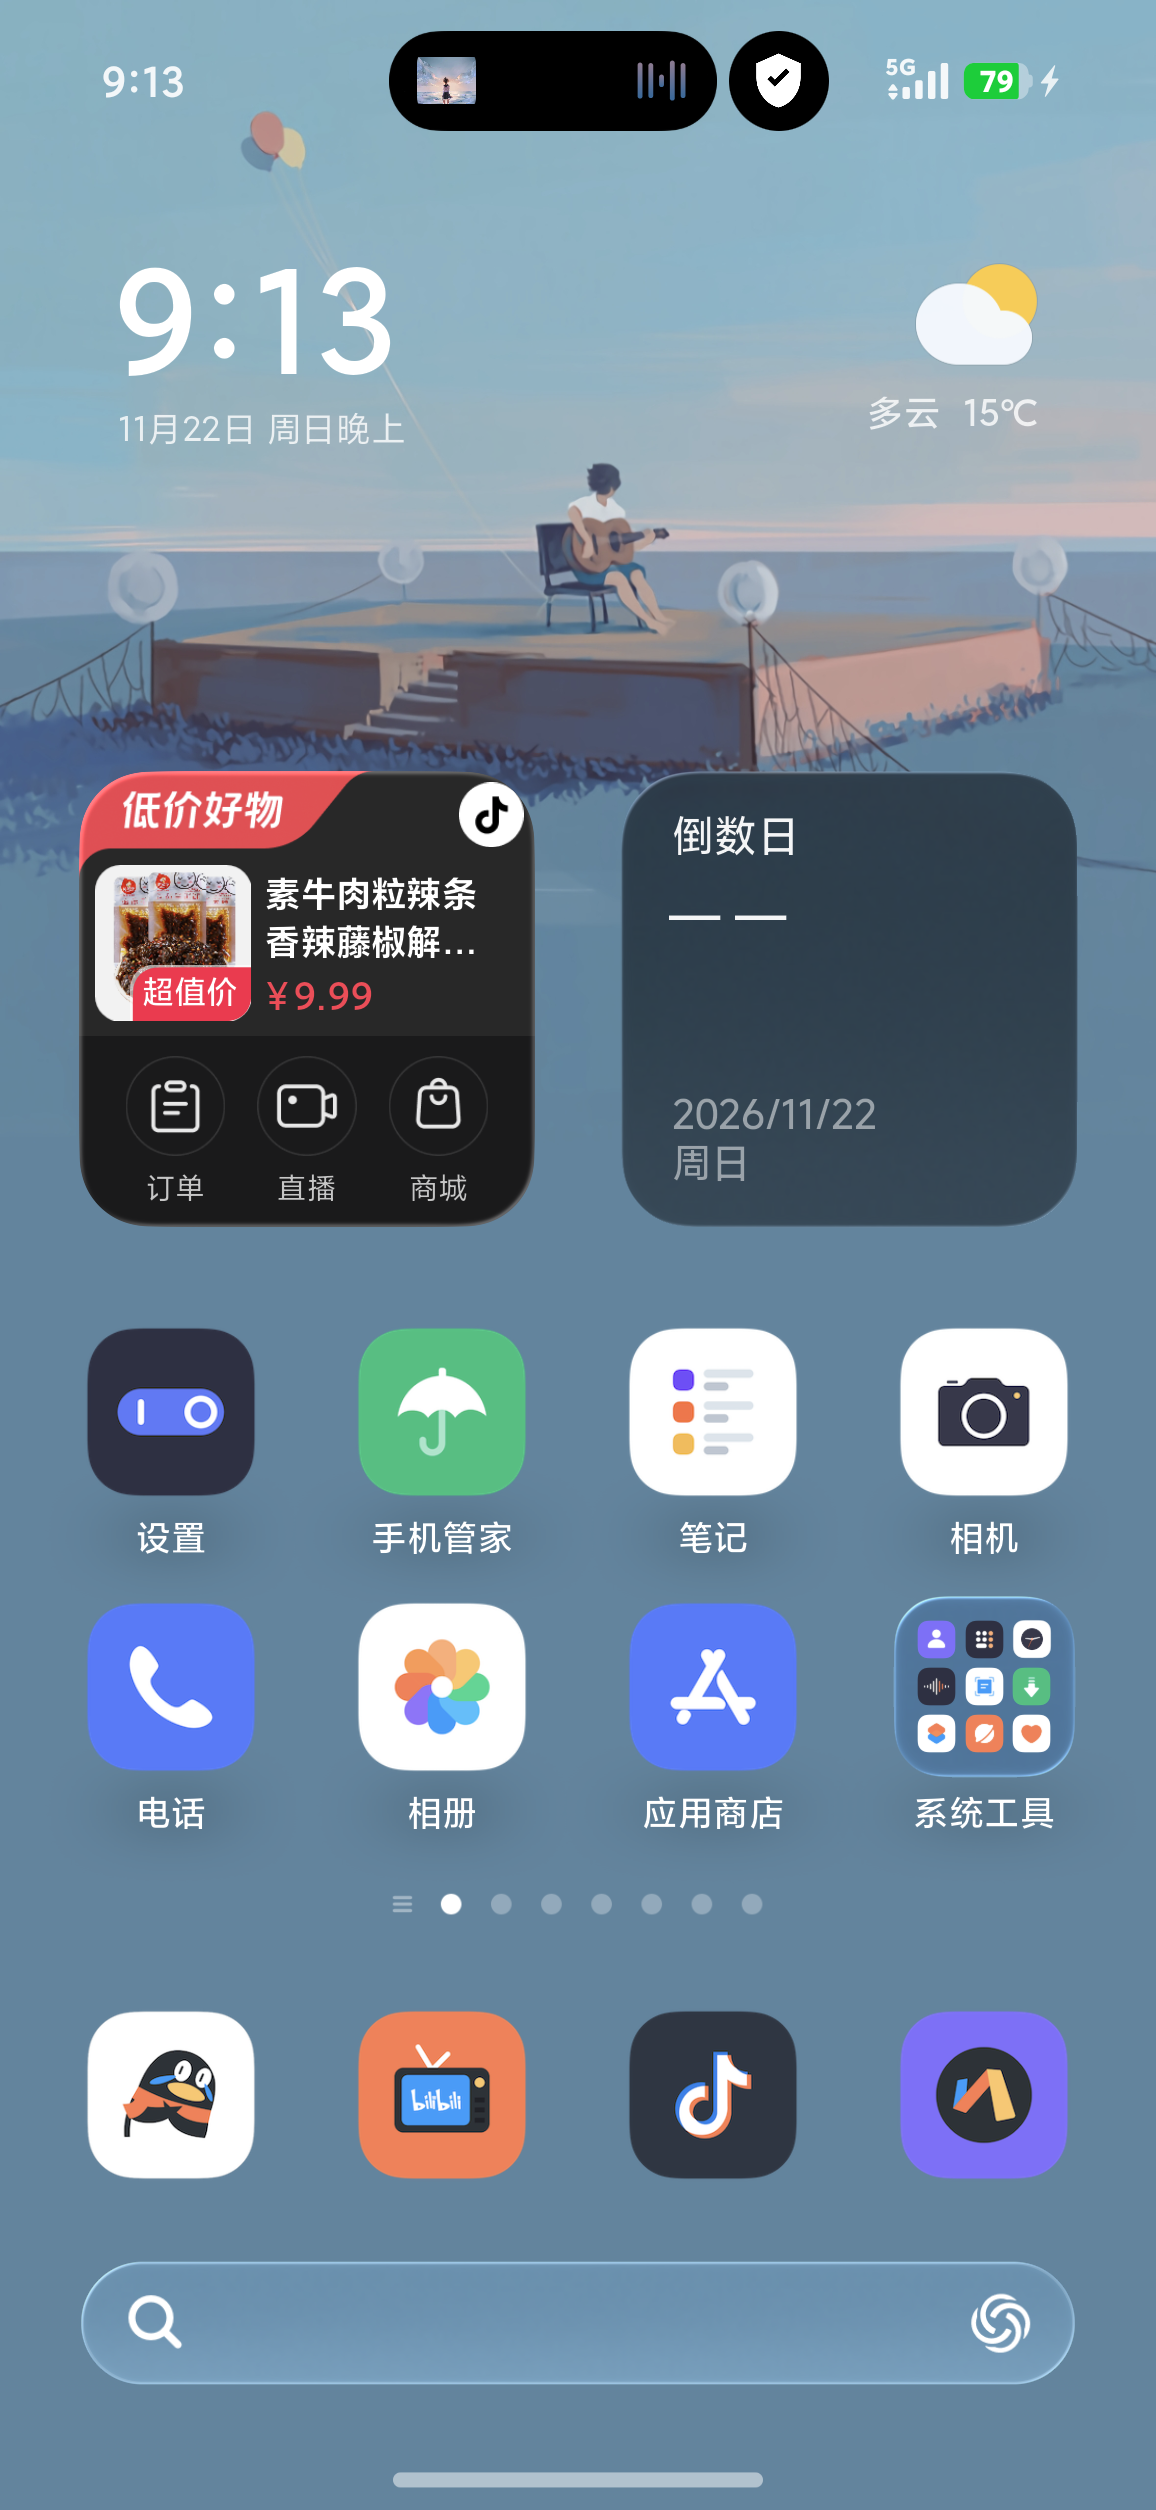 9:13
5G
79
9:13
11月22日 周日晚上
多云 15℃
低价好物
素牛肉粒辣条
香辣藤椒解...
超值价
¥9.99
订单
直播
商城
倒数日
— —
2026/11/22
周日
设置
手机管家
笔记
相机
电话
相册
应用商店
系统工具
bilibili